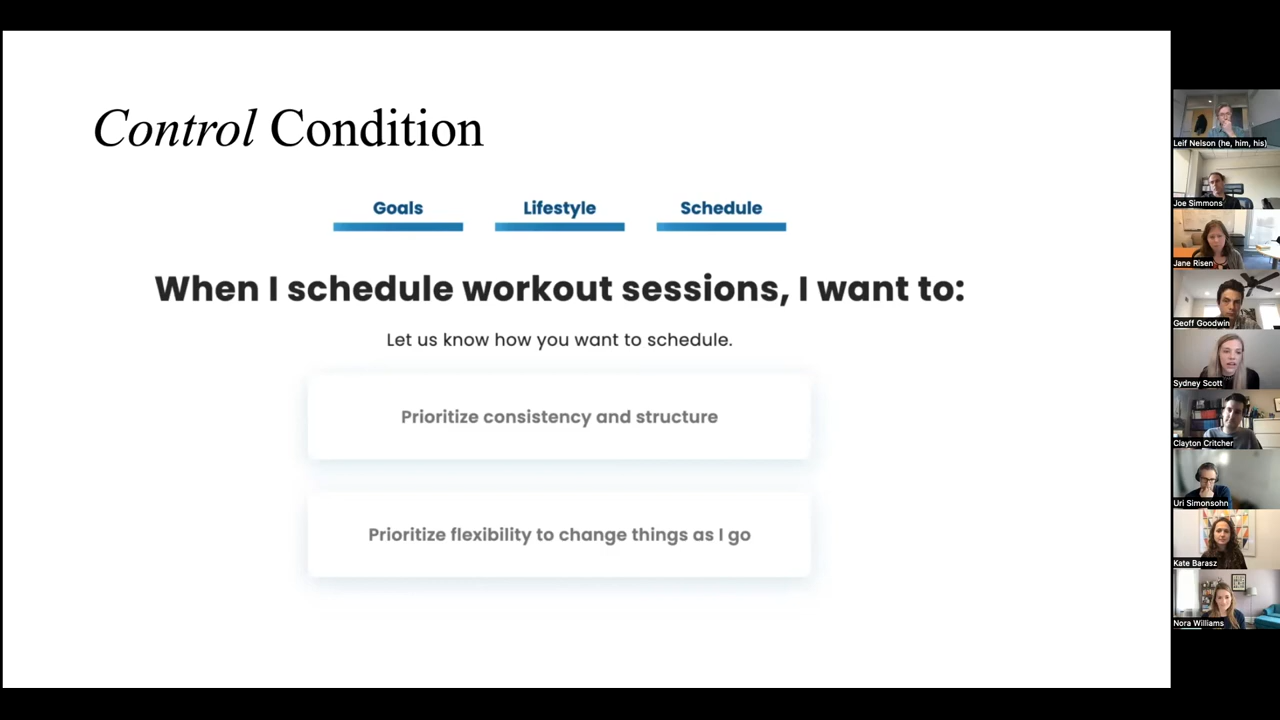 Control Condition
Goals Lifestyle Schedule
When I schedule workout sessions, I want to:
Let us know how you want to schedule.
Prioritize consistency and structure
Prioritize flexibility to change things as I go
Leif Nelson (he, him, his)
Joe Simmons
Jane Risen
Geoff Goodwin
Sydney Scott
Clayton Critcher
Uri Simonsohn
Kate Barasz
Nora Williams